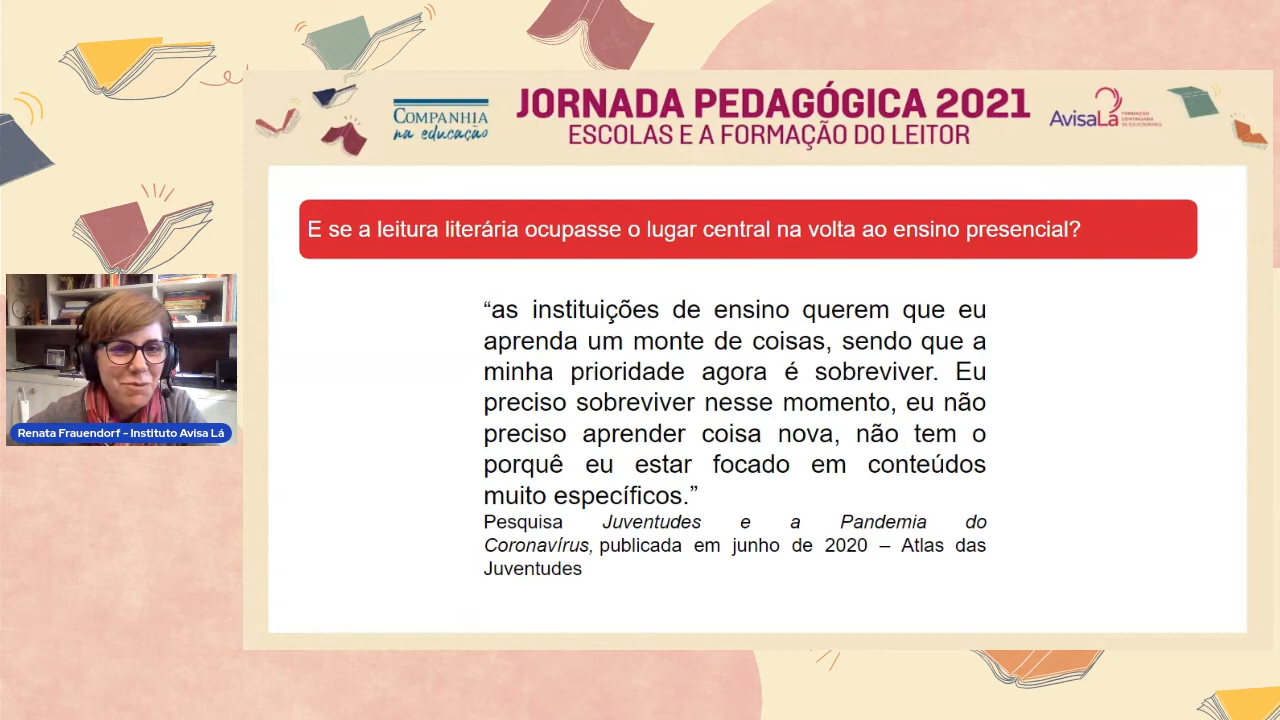 COMPANHIA
na educação
JORNADA PEDAGÓGICA 2021
ESCOLAS E A FORMAÇÃO DO LEITOR
AvisaLá
FORMAÇÃO
CONTINUADA
DE EDUCADORES
E se a leitura literária ocupasse o lugar central na volta ao ensino presencial?
“as instituições de ensino querem que eu
aprenda um monte de coisas, sendo que a
minha prioridade agora é sobreviver. Eu
preciso sobreviver nesse momento, eu não
preciso aprender coisa nova, não tem o
porquê eu estar focado em conteúdos
muito específicos.”
Pesquisa Juventudes e a Pandemia do
Coronavírus, publicada em junho de 2020 – Atlas das
Juventudes
Renata Frauendorf – Instituto Avisa Lá